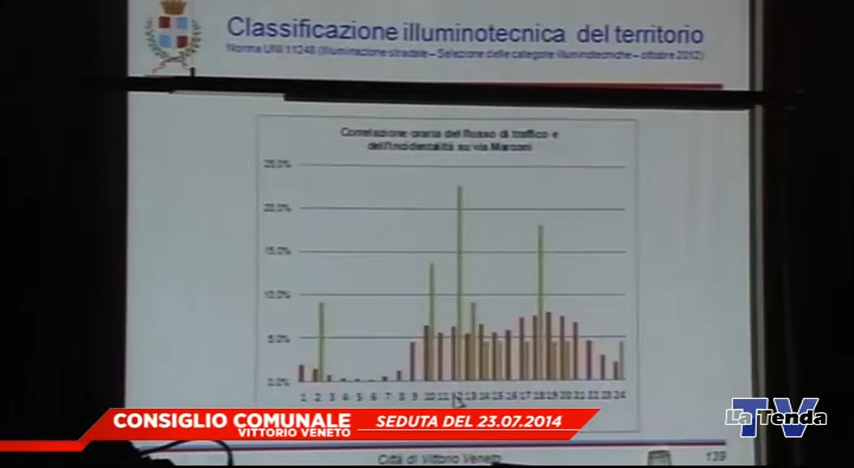 Classificazione illuminotecnica del territorio
Norma UNI 11248 (Illuminazione stradale – Selezione delle categorie illuminotecniche – ottobre 2012)
Correlazione oraria del flusso di traffico e
dell'incidentalità su via Marconi
25,0%
20,0%
15,0%
10,0%
5,0%
0,0%
1 2 3 4 5 6 7 8 9 10 11 12 13 14 15 16 17 18 19 20 21 22 23 24
CONSIGLIO COMUNALE
VITTORIO VENETO
SEDUTA DEL 23.07.2014
La Tenda
TV
Città di Vittorio Veneto
139